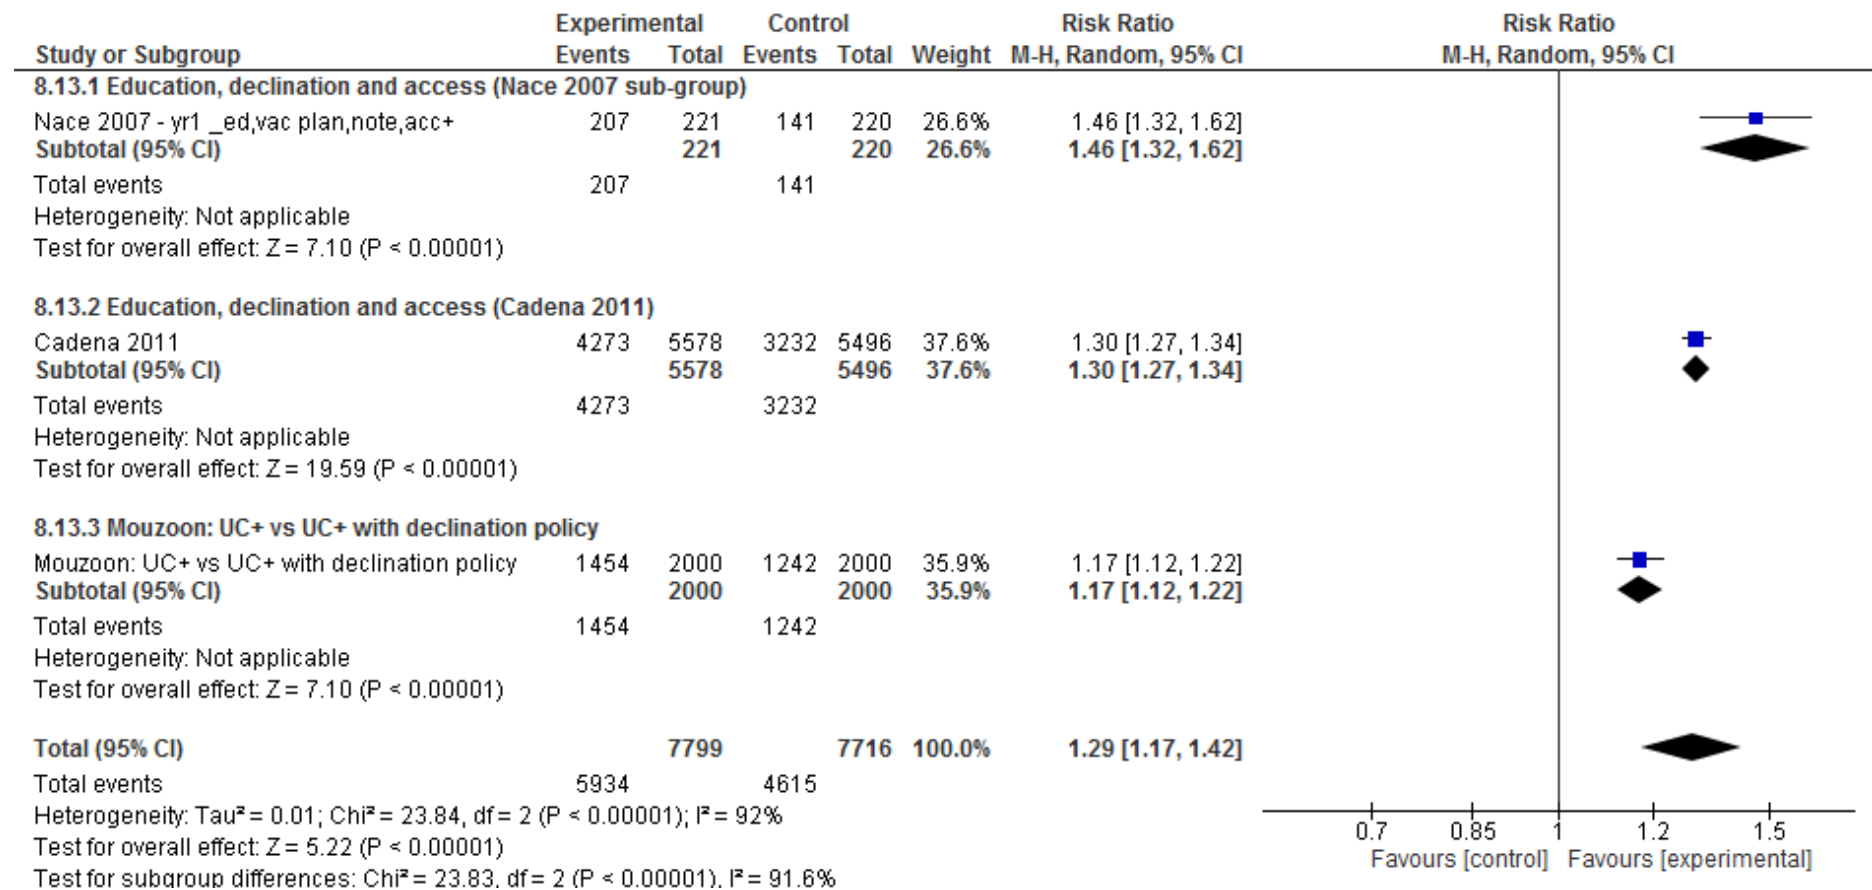 Experimental Control Risk Ratio Risk Ratio
Study or Subgroup Events Total Events Total Weight M-H, Random, 95% CI M-H, Random, 95% CI
8.13.1 Education, declination and access (Nace 2007 sub-group)
Nace 2007 - yr1 _ed,vac plan,note,acc+ 207 221 141 220 26.6% 1.46 [1.32, 1.62]
Subtotal (95% CI) 221 220 26.6% 1.46 [1.32, 1.62]
Total events 207 141
Heterogeneity: Not applicable
Test for overall effect: Z = 7.10 (P < 0.00001)
8.13.2 Education, declination and access (Cadena 2011)
Cadena 2011 4273 5578 3232 5496 37.6% 1.30 [1.27, 1.34]
Subtotal (95% CI) 5578 5496 37.6% 1.30 [1.27, 1.34]
Total events 4273 3232
Heterogeneity: Not applicable
Test for overall effect: Z = 19.59 (P < 0.00001)
8.13.3 Mouzoon: UC+ vs UC+ with declination policy
Mouzoon: UC+ vs UC+ with declination policy 1454 2000 1242 2000 35.9% 1.17 [1.12, 1.22]
Subtotal (95% CI) 2000 2000 35.9% 1.17 [1.12, 1.22]
Total events 1454 1242
Heterogeneity: Not applicable
Test for overall effect: Z = 7.10 (P < 0.00001)
Total (95% CI) 7799 7716 100.0% 1.29 [1.17, 1.42]
Total events 5934 4615
Heterogeneity: Tau² = 0.01; Chi² = 23.84, df = 2 (P < 0.00001); I² = 92%
Test for overall effect: Z = 5.22 (P < 0.00001)
Test for subgroup differences: Chi² = 23.83, df = 2 (P < 0.00001), I² = 91.6%
0.7 0.85 1 1.2 1.5
Favours [control] Favours [experimental]